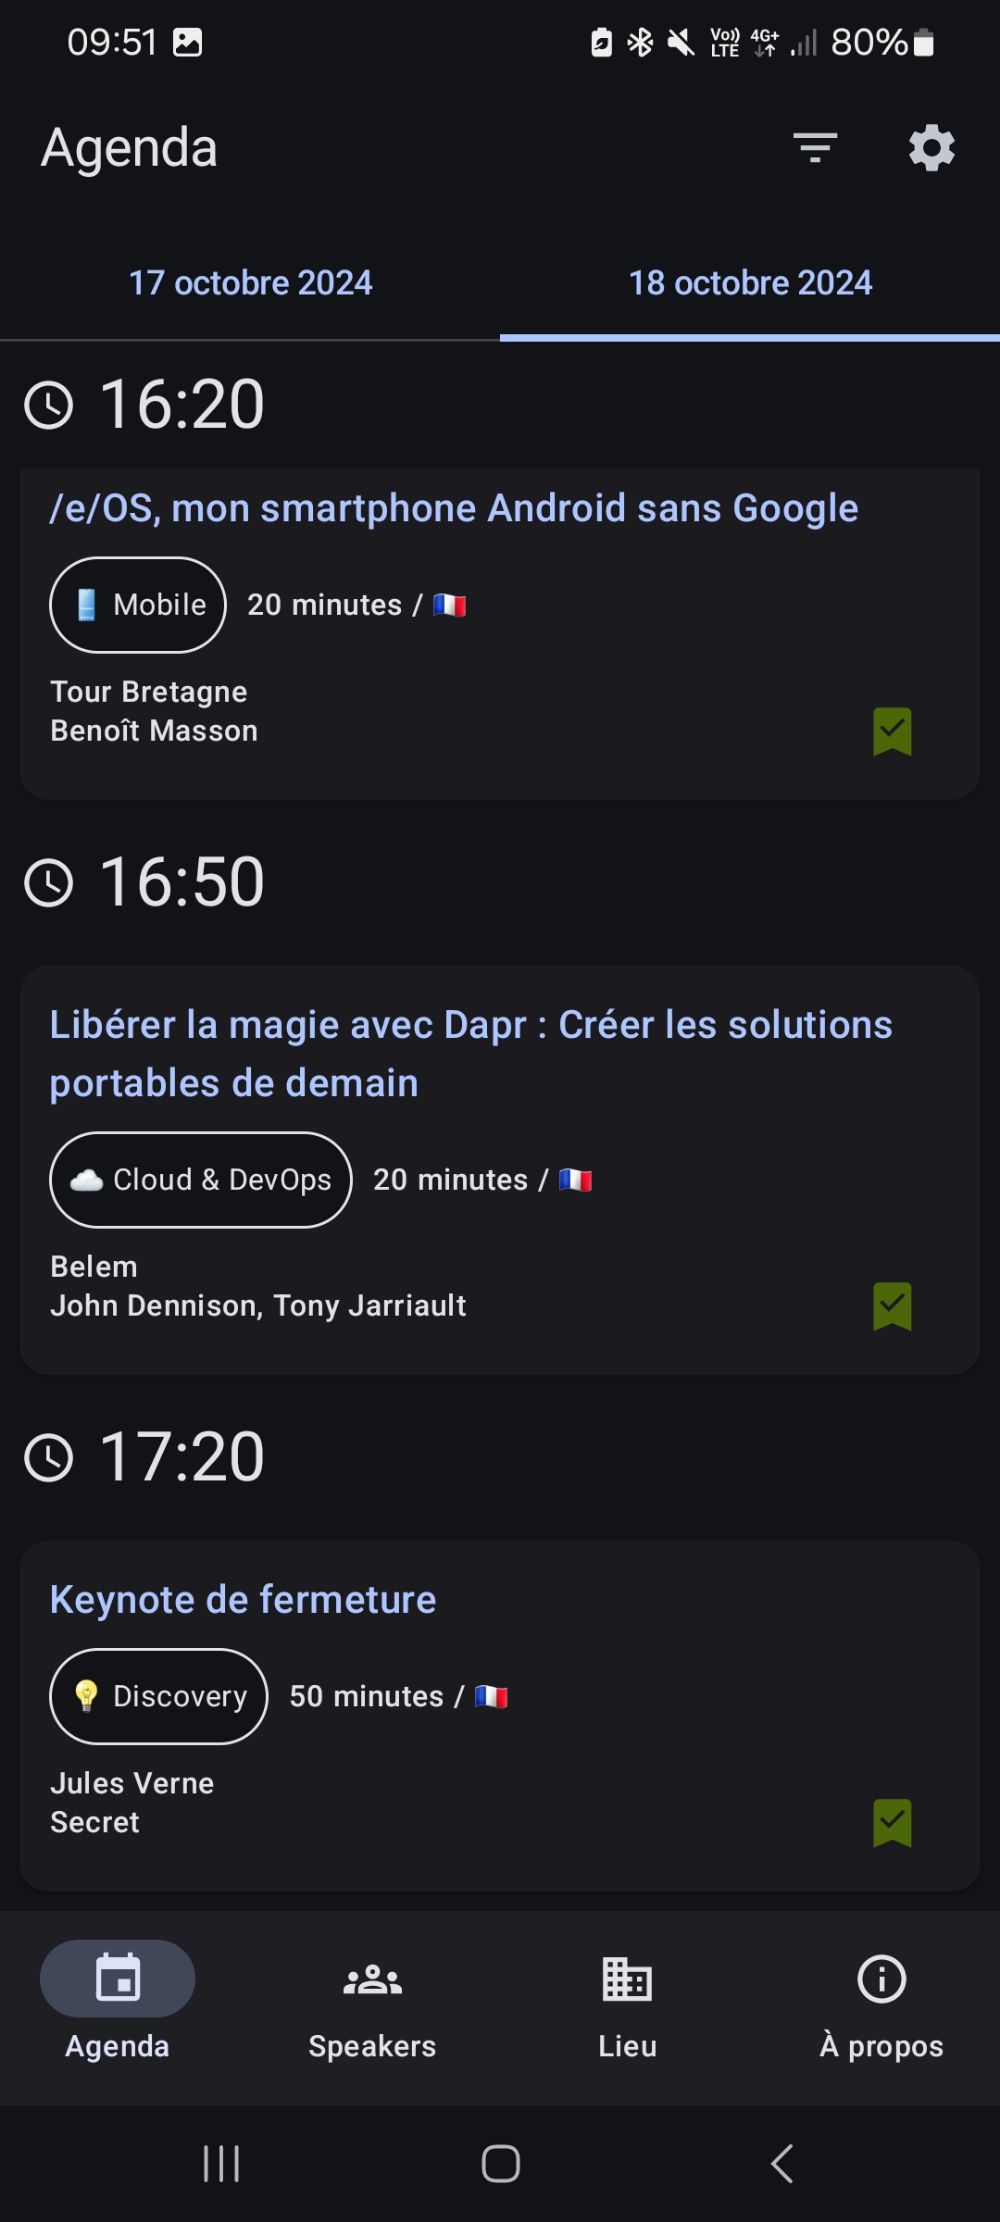 09:51
Vo)) LTE 4G+ 80%
Agenda
17 octobre 2024
18 octobre 2024
16:20
/e/OS, mon smartphone Android sans Google
Mobile 20 minutes /
Tour Bretagne
Benoît Masson
16:50
Libérer la magie avec Dapr : Créer les solutions
portables de demain
Cloud & DevOps 20 minutes /
Belem
John Dennison, Tony Jarriault
17:20
Keynote de fermeture
Discovery 50 minutes /
Jules Verne
Secret
Agenda
Speakers
Lieu
À propos